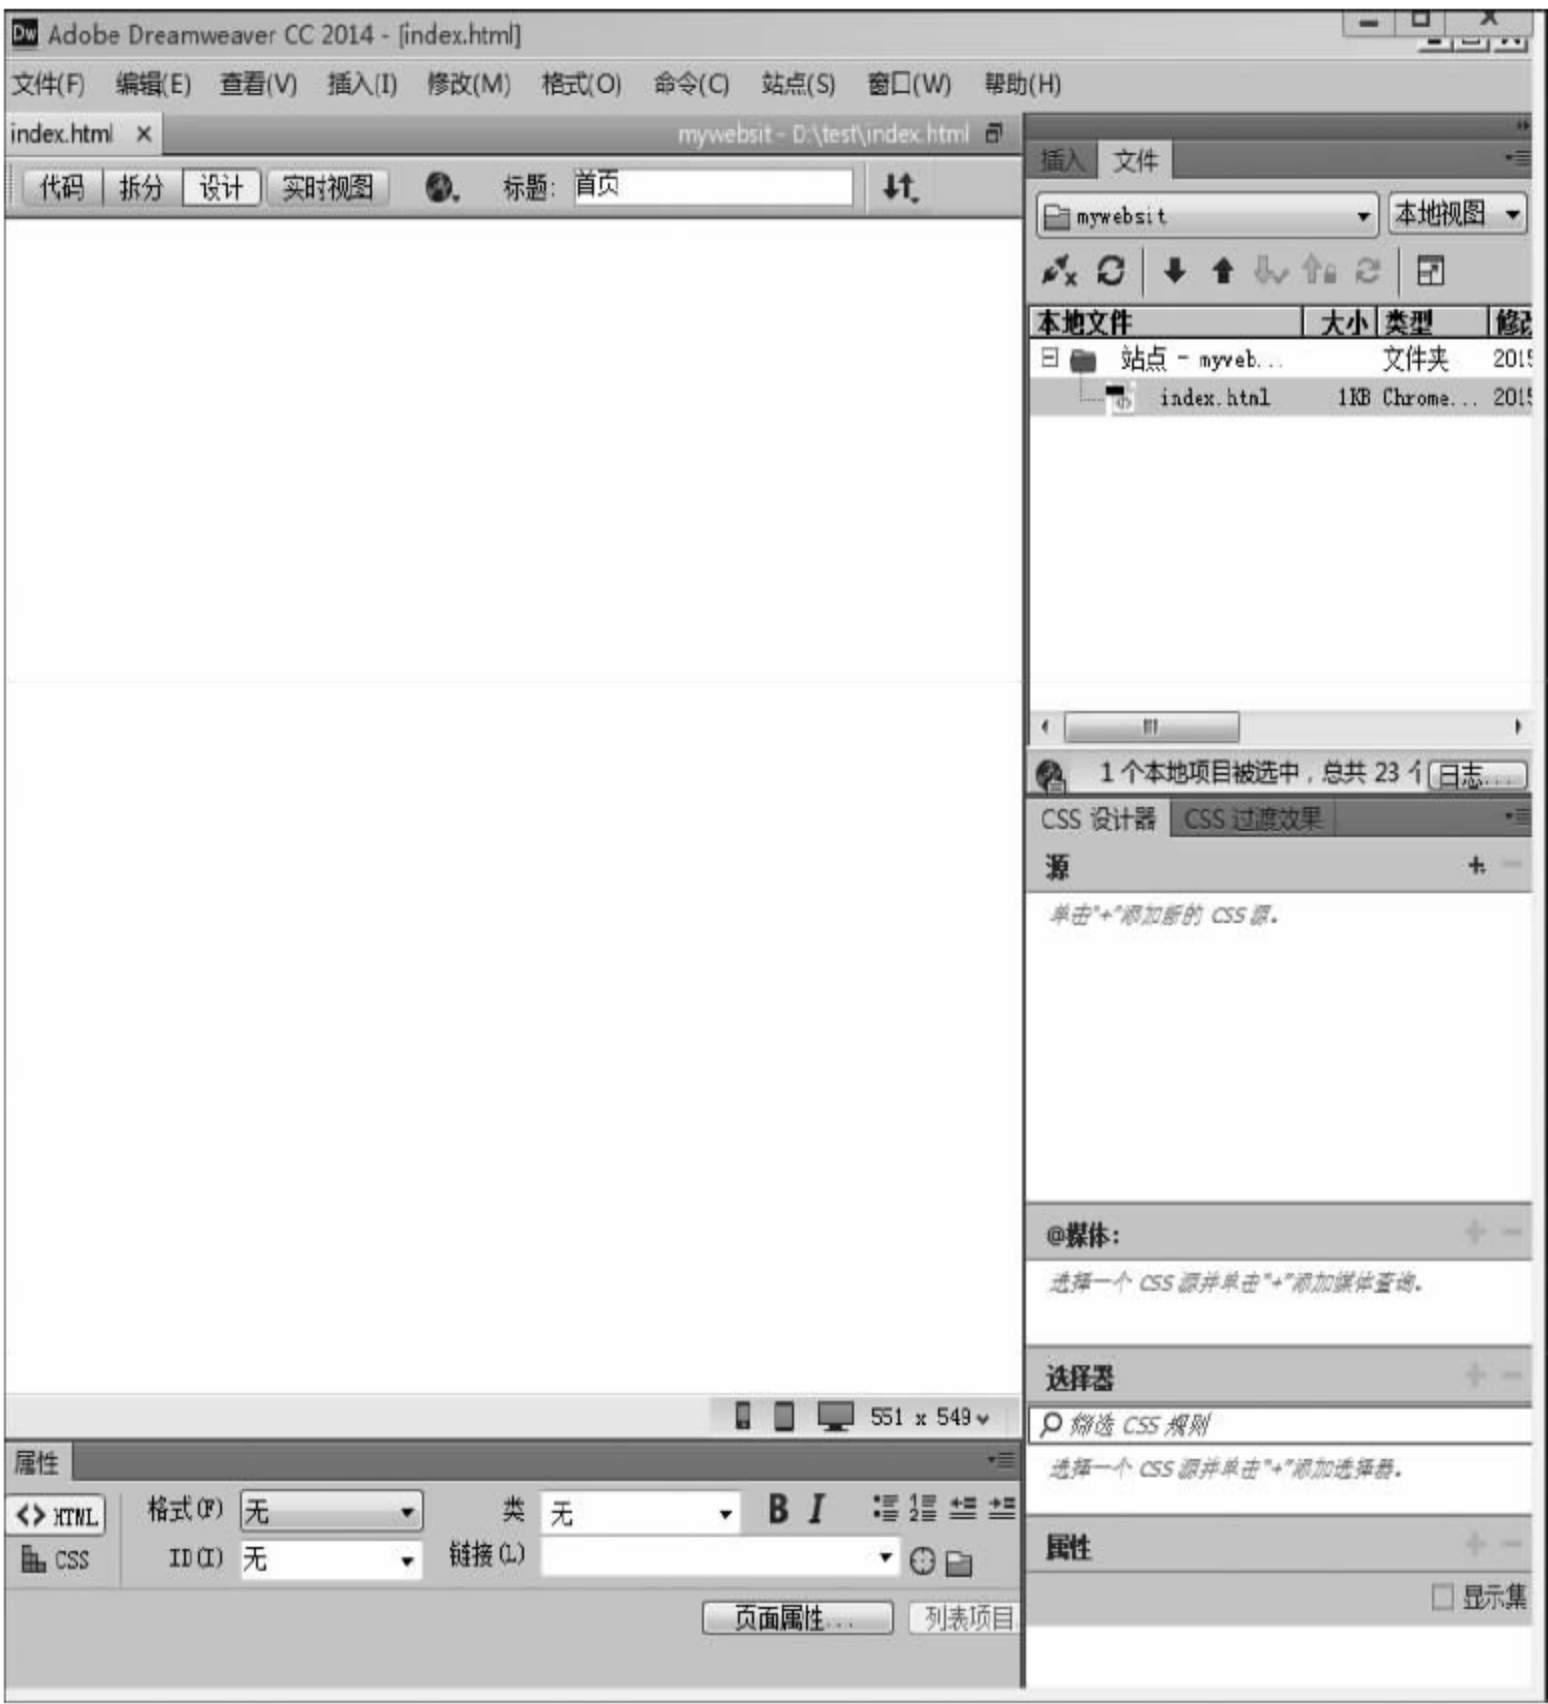 Dw Adobe Dreamweaver CC 2014 - [index.html]
文件(F) 编辑(E) 查看(V) 插入(I) 修改(M) 格式(O) 命令(C) 站点(S) 窗口(W) 帮助(H)
index.html × mywebsit - D:\test\index.html
代码 拆分 设计 实时视图 标题: 首页
插入 文件
mywebsit 本地视图
本地文件 大小 类型
站点 - myweb... 文件夹
index.html 1KB Chrome...
1 个本地项目被选中，总共 23 日志...
CSS 设计器 CSS 过渡效果
源
单击"+"添加新的 CSS 源。
@媒体:
选择一个 CSS 源并单击"+"添加媒体查询。
选择器
筛选 CSS 规则
选择一个 CSS 源并单击"+"添加选择器。
属性
显示集
551 x 549
属性
<> HTML 格式(F) 无 类 无 B I
CSS ID(I) 无 链接(L)
页面属性... 列表项目